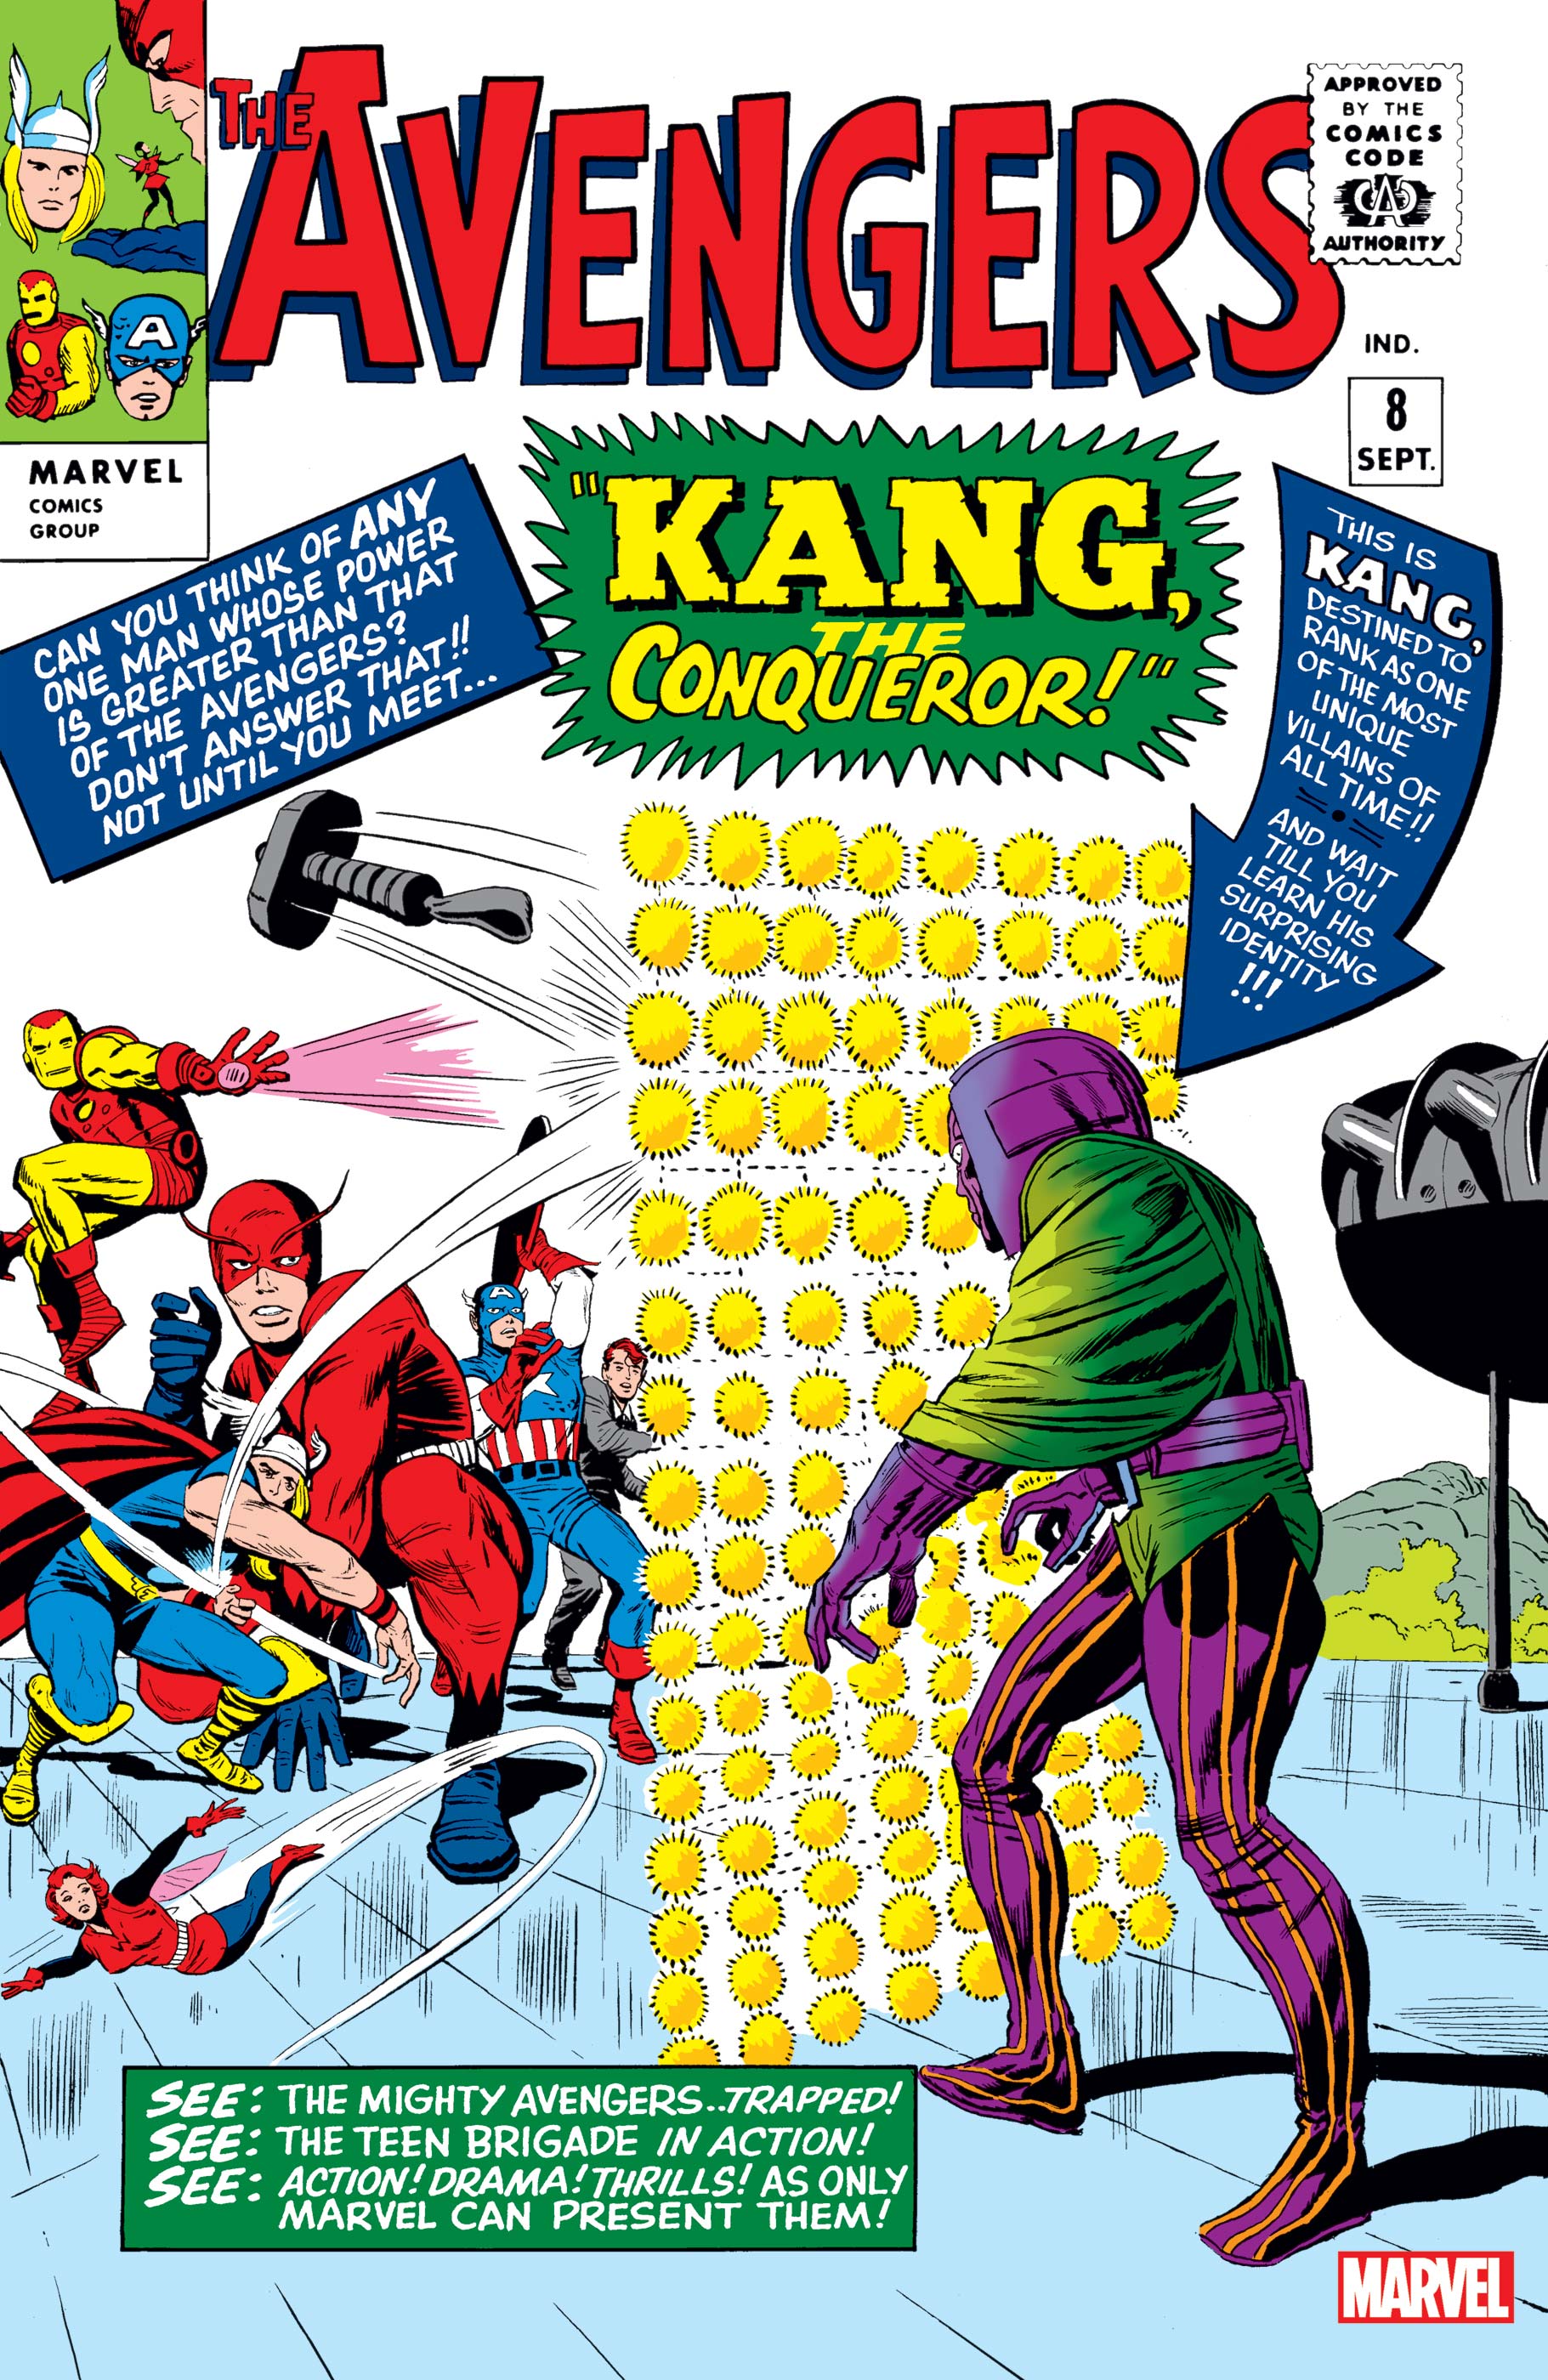 THE
AVENGERS
APPROVED
BY THE
COMICS
CODE
CA
AUTHORITY
IND.
8
SEPT.
A
MARVEL
COMICS
GROUP
CAN YOU THINK OF ANY
ONE MAN WHOSE POWER
IS GREATER THAN THAT
OF THE AVENGERS?
DON'T ANSWER THAT!!
NOT UNTIL YOU MEET...
"KANG,
THE
CONQUEROR!"
THIS IS
KANG,
DESTINED TO
RANK AS ONE
OF THE MOST
UNIQUE
VILLAINS OF
ALL TIME!!
AND WAIT
TILL YOU
LEARN HIS
SURPRISING
IDENTITY
!!!
A
SEE: THE MIGHTY AVENGERS..TRAPPED!
SEE: THE TEEN BRIGADE IN ACTION!
SEE: ACTION! DRAMA! THRILLS! AS ONLY
MARVEL CAN PRESENT THEM!
MARVEL